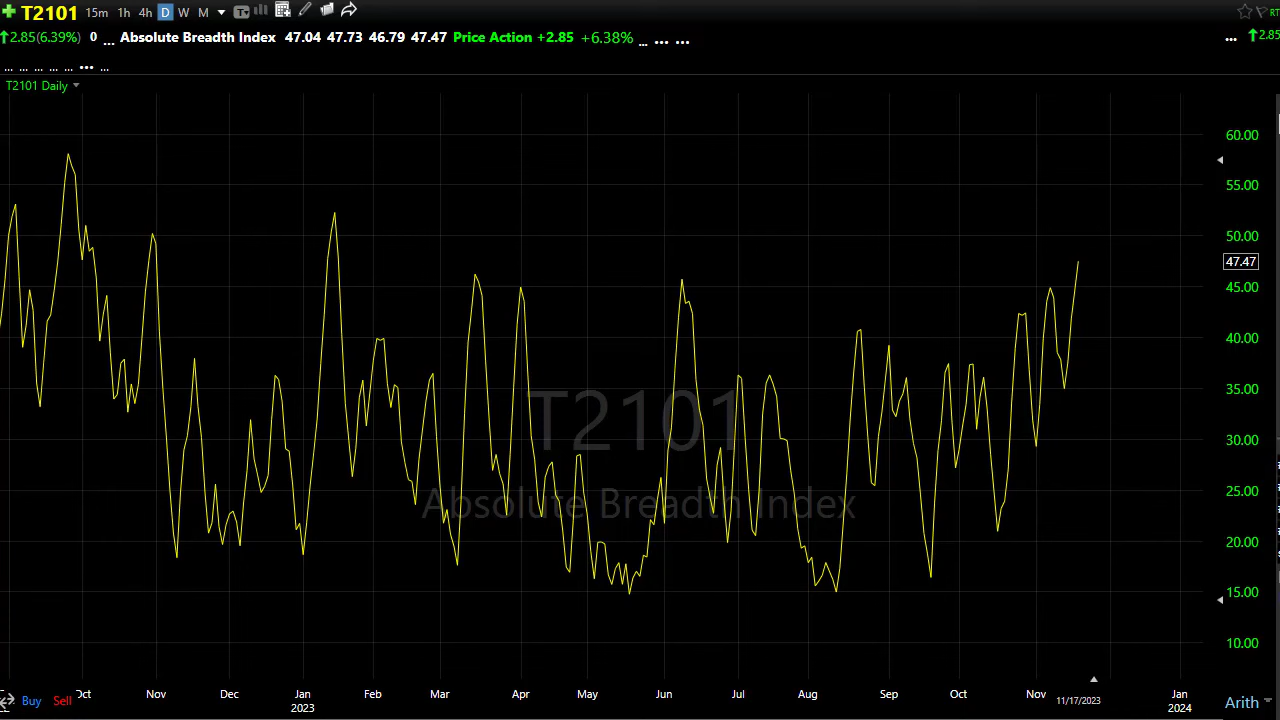 T2101 15m 1h 4h D W M T RT
2.85(6.39%) 0 ... Absolute Breadth Index 47.04 47.73 46.79 47.47 Price Action +2.85 +6.38% ... ... ... ... 2.85
... ... ... ... ... ... ...
T2101 Daily
60.00
55.00
50.00
47.47
45.00
40.00
35.00
T2101
30.00
25.00
Absolute Breadth Index
20.00
15.00
10.00
Buy Sell Oct Nov Dec Jan Feb Mar Apr May Jun Jul Aug Sep Oct Nov Jan
2023 11/17/2023 2024
Arith